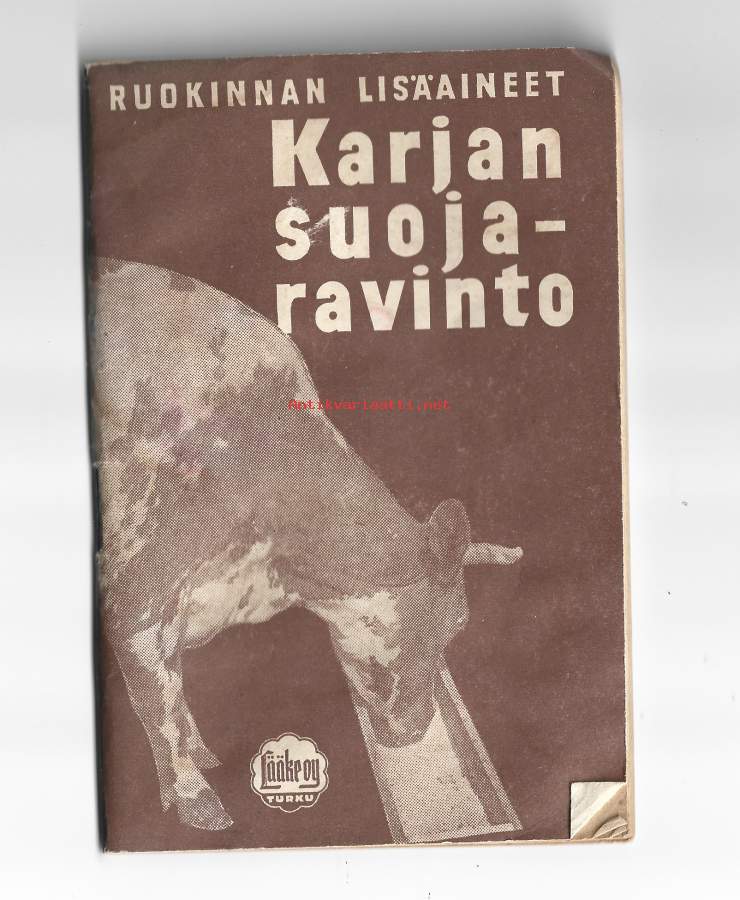 RUOKINNAN LISÄAINEET
Karjan
suoja-
ravinto
Antikvariaatti.net
Lääke oy
TURKU